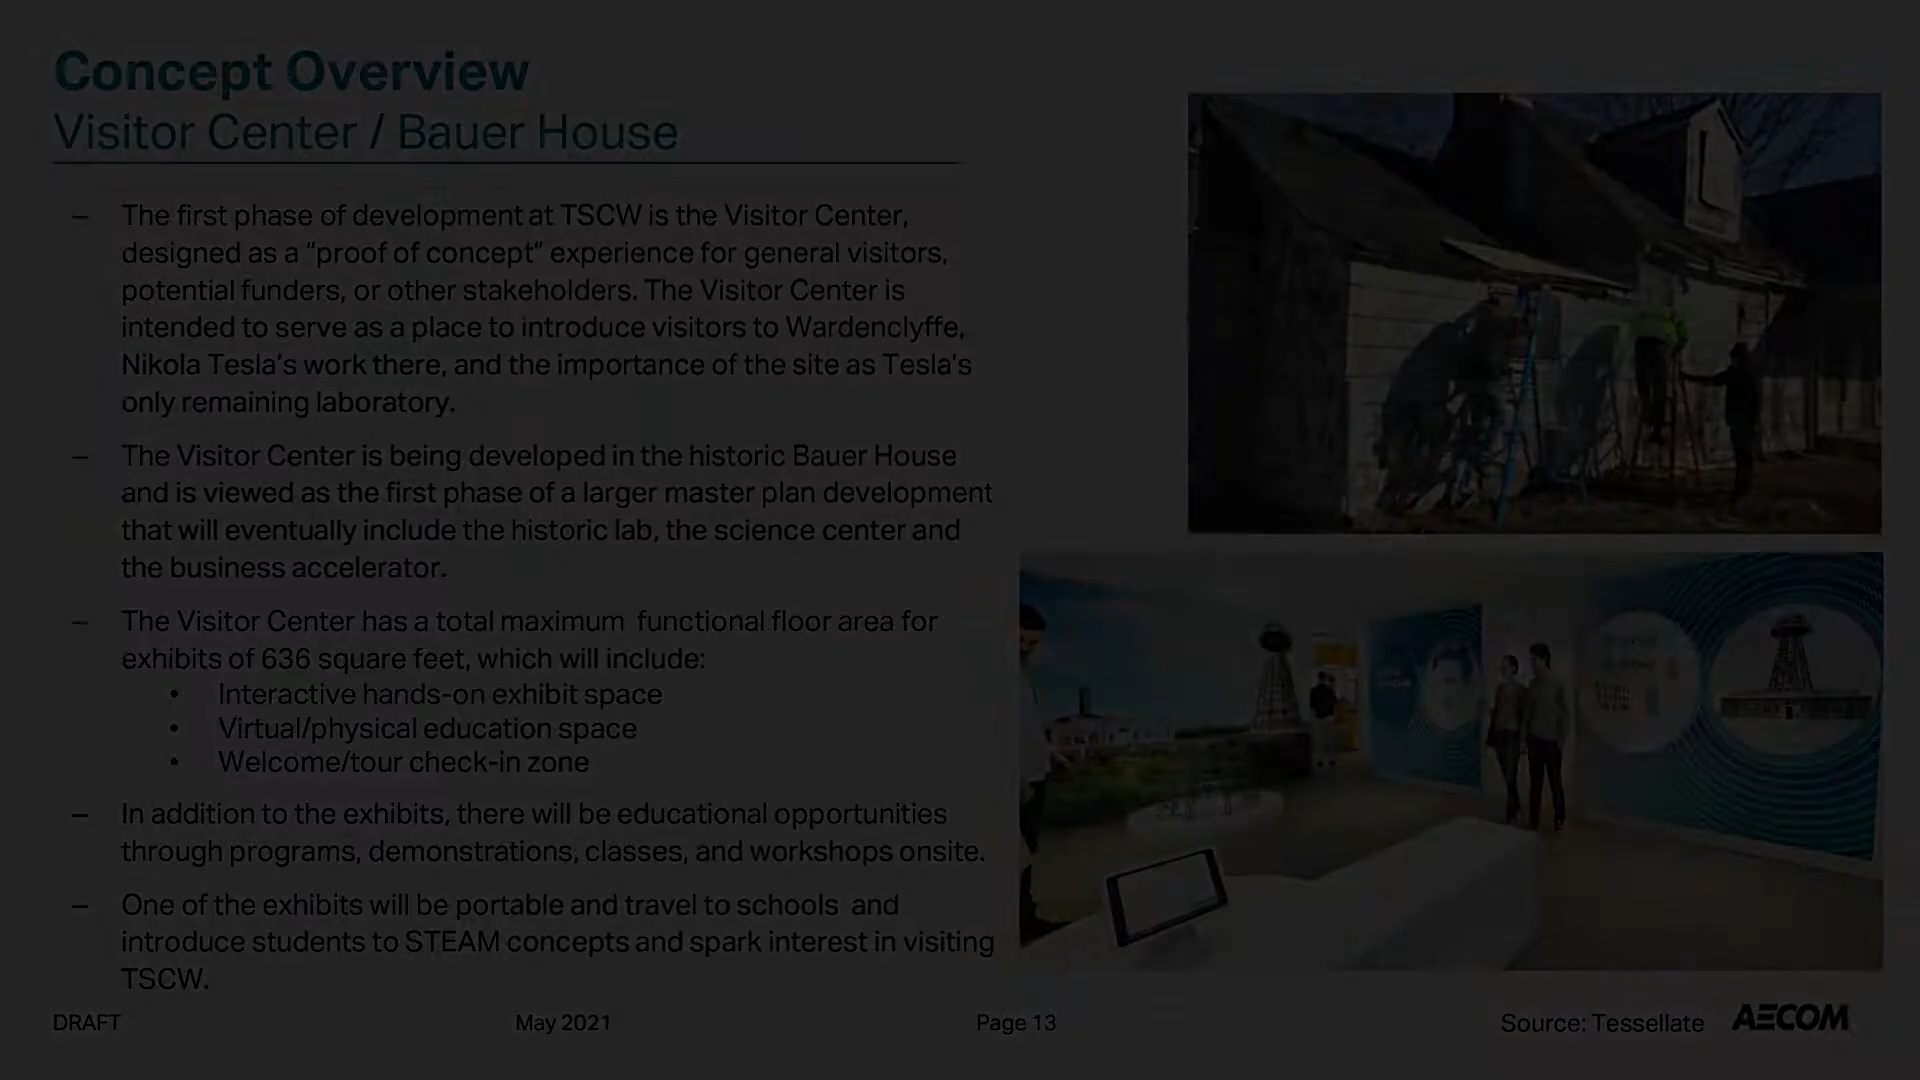 Concept Overview
Visitor Center / Bauer House
– The first phase of development at TSCW is the Visitor Center,
designed as a “proof of concept” experience for general visitors,
potential funders, or other stakeholders. The Visitor Center is
intended to serve as a place to introduce visitors to Wardenclyffe,
Nikola Tesla’s work there, and the importance of the site as Tesla’s
only remaining laboratory.
– The Visitor Center is being developed in the historic Bauer House
and is viewed as the first phase of a larger master plan development
that will eventually include the historic lab, the science center and
the business accelerator.
– The Visitor Center has a total maximum functional floor area for
exhibits of 636 square feet, which will include:
• Interactive hands-on exhibit space
• Virtual/physical education space
• Welcome/tour check-in zone
– In addition to the exhibits, there will be educational opportunities
through programs, demonstrations, classes, and workshops onsite.
– One of the exhibits will be portable and travel to schools and
introduce students to STEAM concepts and spark interest in visiting
TSCW.
DRAFT May 2021 Page 13 Source: Tessellate AECOM